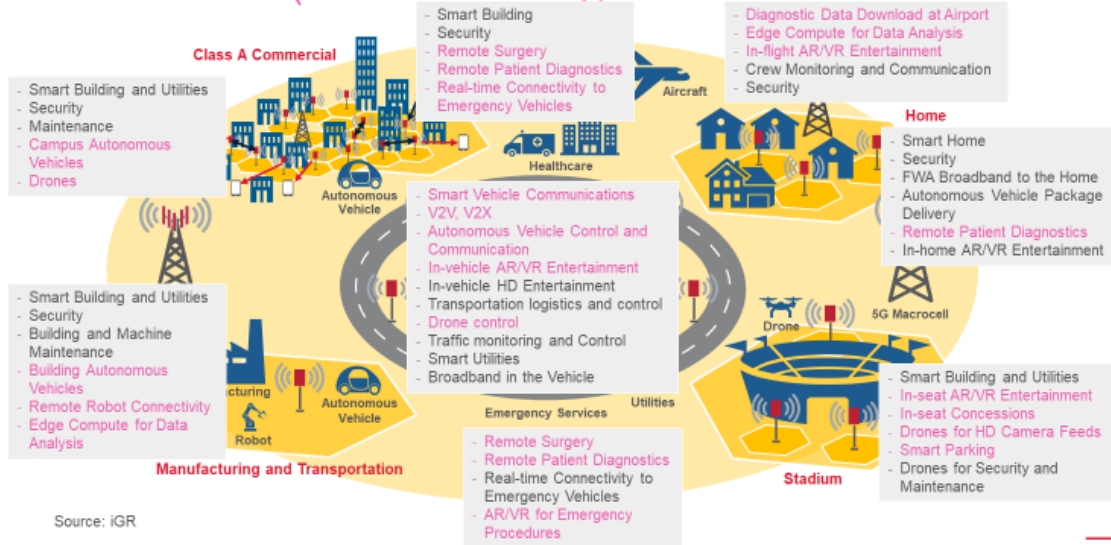 - Smart Building
- Security
- Remote Surgery
- Remote Patient Diagnostics
- Real-time Connectivity to
Emergency Vehicles
- Diagnostic Data Download at Airport
- Edge Compute for Data Analysis
- In-flight AR/VR Entertainment
- Crew Monitoring and Communication
- Security
Class A Commercial
- Smart Building and Utilities
- Security
- Maintenance
- Campus Autonomous
Vehicles
- Drones
Aircraft
Healthcare
Autonomous
Vehicle
Home
- Smart Home
- Security
- FWA Broadband to the Home
- Autonomous Vehicle Package
Delivery
- Remote Patient Diagnostics
- In-home AR/VR Entertainment
- Smart Vehicle Communications
- V2V, V2X
- Autonomous Vehicle Control and
Communication
- In-vehicle AR/VR Entertainment
- In-vehicle HD Entertainment
- Transportation logistics and control
- Drone control
- Traffic monitoring and Control
- Smart Utilities
- Broadband in the Vehicle
- Smart Building and Utilities
- Security
- Building and Machine
Maintenance
- Building Autonomous
Vehicles
- Remote Robot Connectivity
- Edge Compute for Data
Analysis
cturing
Robot
Autonomous
Vehicle
Manufacturing and Transportation
Emergency Services
Utilities
Drone
5G Macrocell
- Smart Building and Utilities
- In-seat AR/VR Entertainment
- In-seat Concessions
- Drones for HD Camera Feeds
- Smart Parking
- Drones for Security and
Maintenance
Stadium
- Remote Surgery
- Remote Patient Diagnostics
- Real-time Connectivity to
Emergency Vehicles
- AR/VR for Emergency
Procedures
Source: iGR